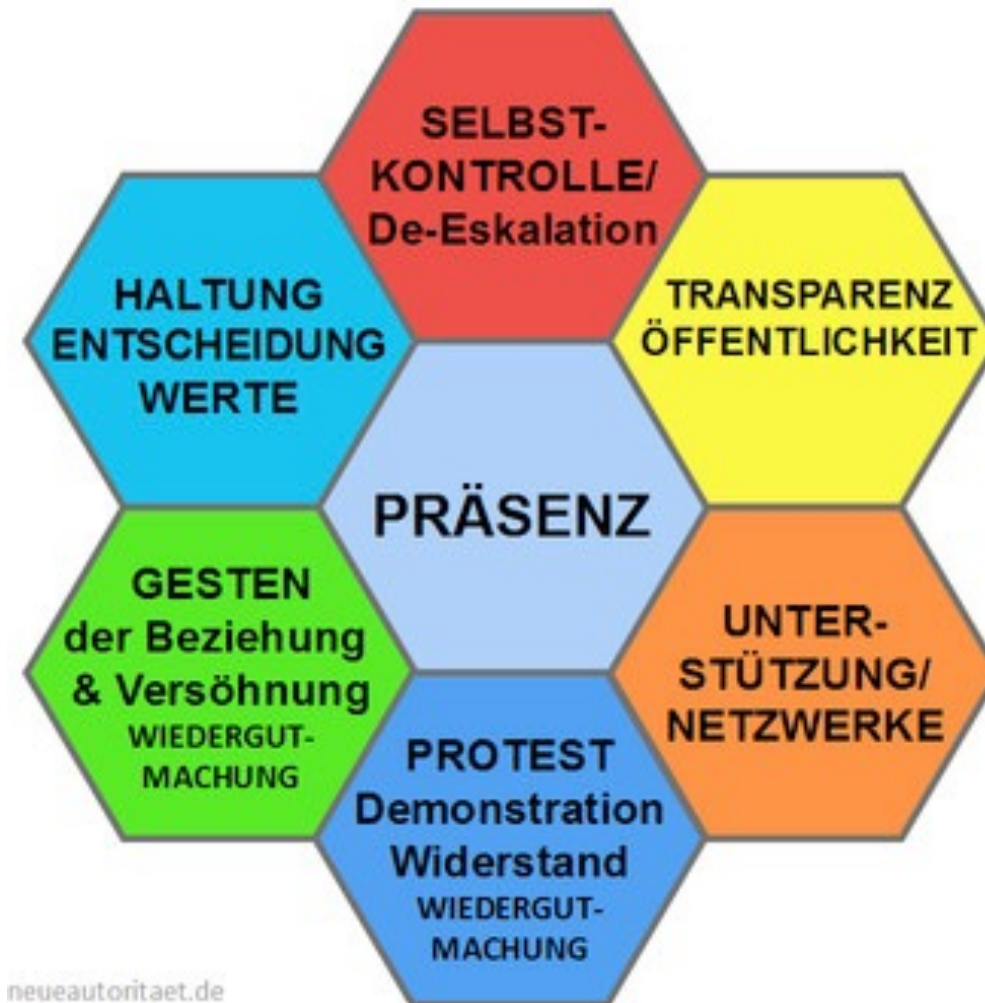 SELBST-
KONTROLLE/
De-Eskalation
HALTUNG
ENTSCHEIDUNG
WERTE
TRANSPARENZ
ÖFFENTLICHKEIT
PRÄSENZ
GESTEN
der Beziehung
& Versöhnung
WIEDERGUT-
MACHUNG
UNTER-
STÜTZUNG/
NETZWERKE
PROTEST
Demonstration
Widerstand
WIEDERGUT-
MACHUNG
neueautoritaet.de